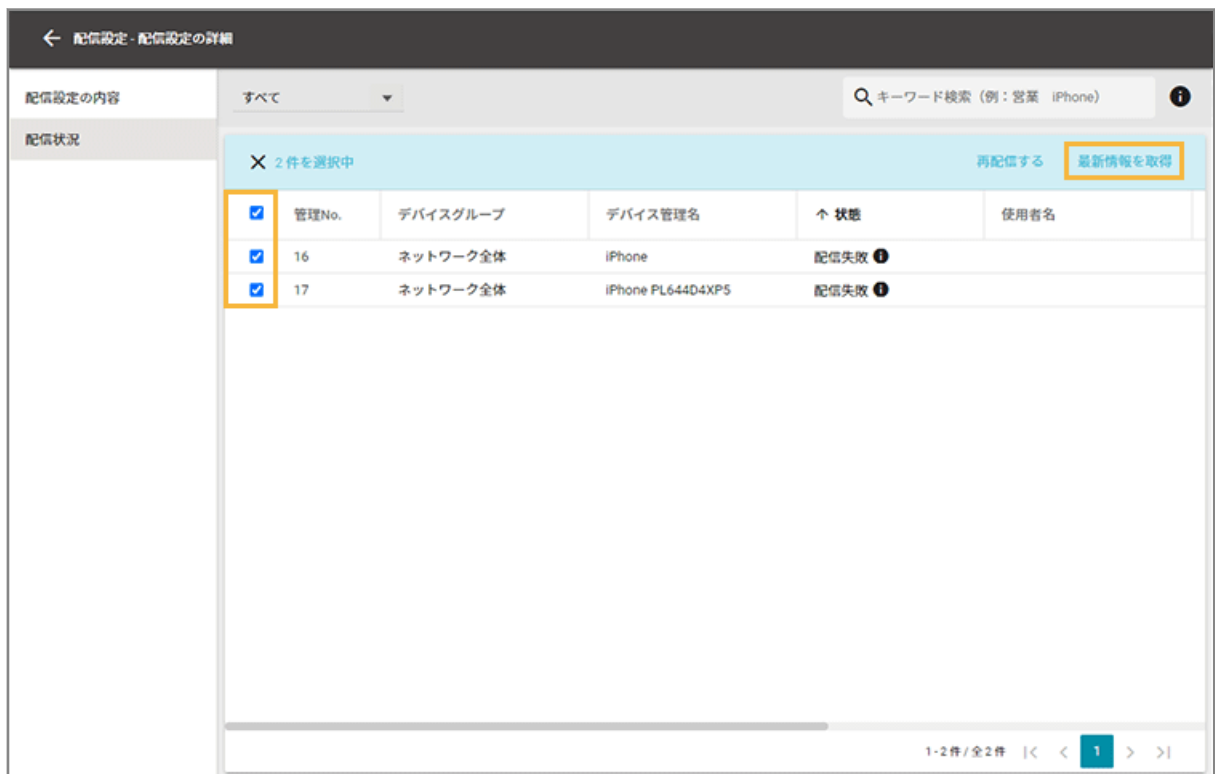 配信設定 - 配信設定の詳細
配信設定の内容
配信状況
すべて
キーワード検索（例：営業　iPhone）
2 件を選択中
再配信する
最新情報を取得
管理No. デバイスグループ デバイス管理名 ↑ 状態 使用者名
16 ネットワーク全体 iPhone 配信失敗
17 ネットワーク全体 iPhone PL644D4XP5 配信失敗
1 - 2 件 / 全 2 件 1